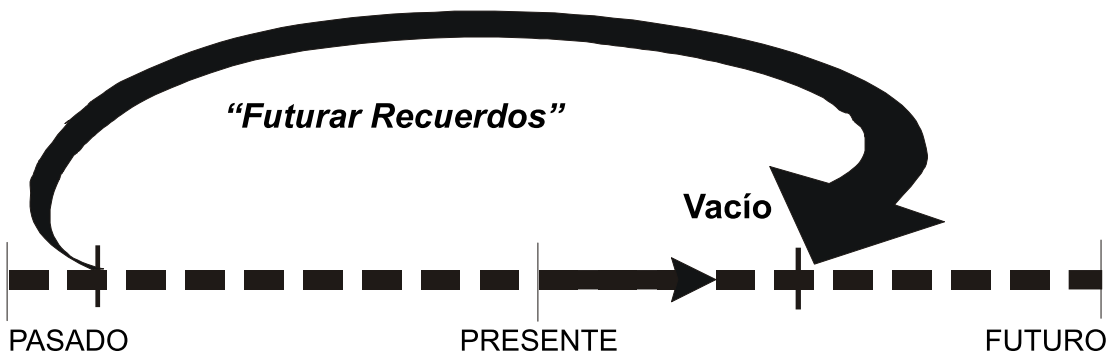 “Futurar Recuerdos”
Vacío
PASADO
PRESENTE
FUTURO